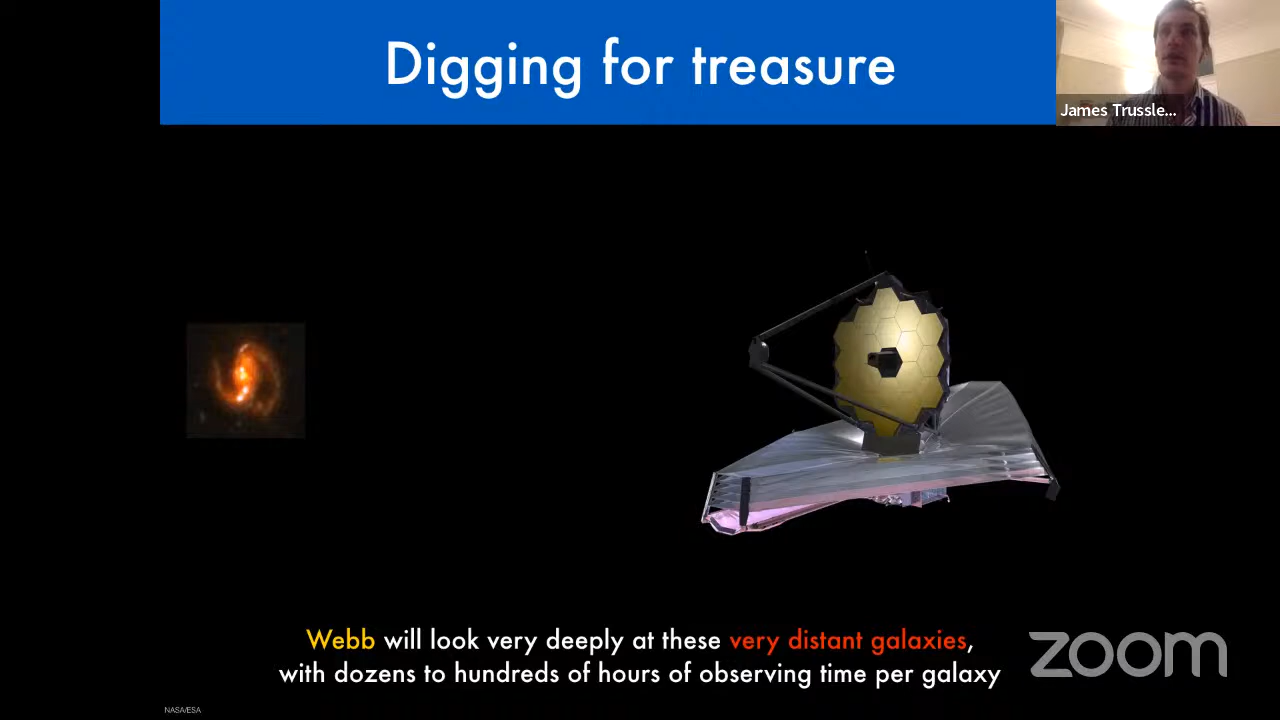 Digging for treasure
James Trussle...
Webb will look very deeply at these very distant galaxies,
with dozens to hundreds of hours of observing time per galaxy
zoom
NASA/ESA